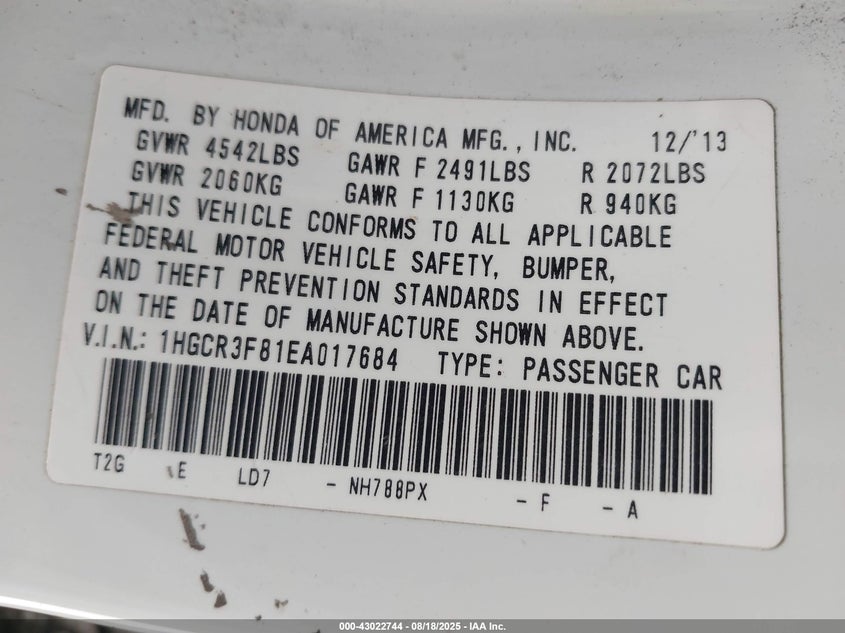 MFD. BY HONDA OF AMERICA MFG., INC. 12/'13
GVWR 4542LBS GAWR F 2491LBS R 2072LBS
GVWR 2060KG GAWR F 1130KG R 940KG
THIS VEHICLE CONFORMS TO ALL APPLICABLE
FEDERAL MOTOR VEHICLE SAFETY, BUMPER,
AND THEFT PREVENTION STANDARDS IN EFFECT
ON THE DATE OF MANUFACTURE SHOWN ABOVE.
V.I.N.: 1HGCR3F81EA017684 TYPE: PASSENGER CAR
T2G E LD7 - NH788PX - F - A
000-43022744 - 08/18/2025 - IAA Inc.